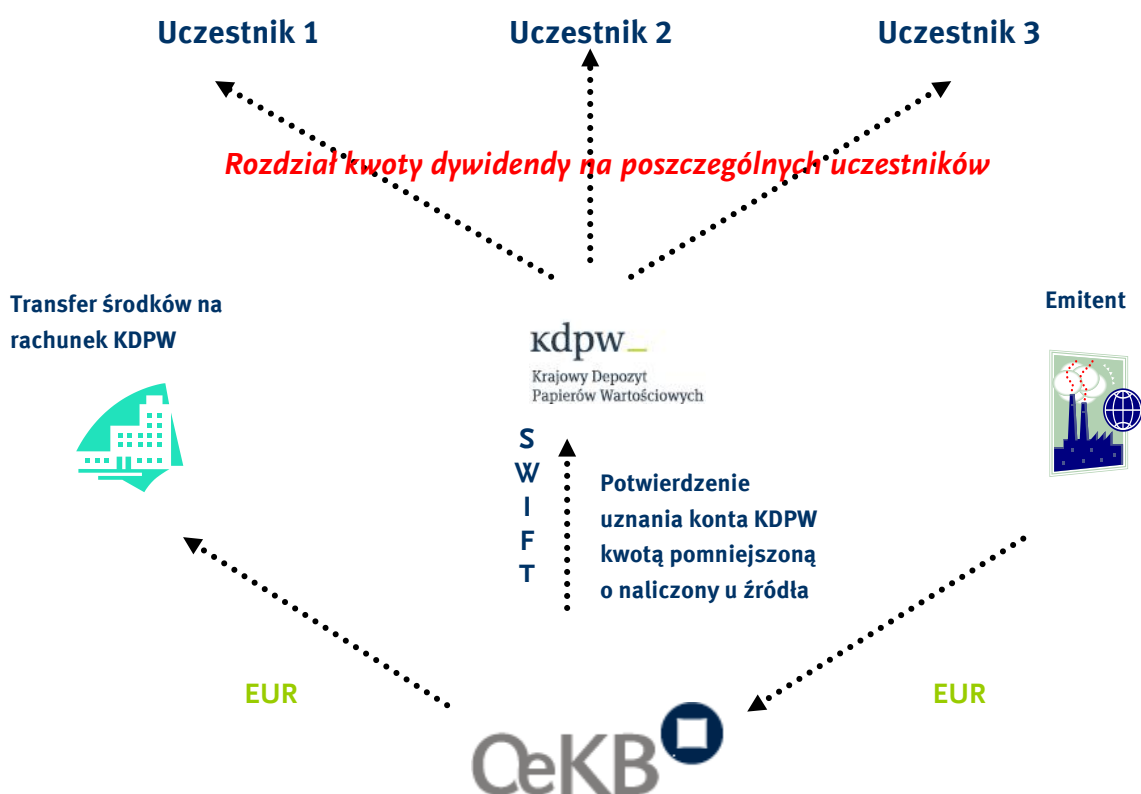 Uczestnik 1
Uczestnik 2
Uczestnik 3
Rozdział kwoty dywidendy na poszczególnych uczestników
Transfer środków na
rachunek KDPW
Emitent
kdpw_
Krajowy Depozyt
Papierów Wartościowych
S
W
I
F
T
Potwierdzenie
uznania konta KDPW
kwotą pomniejszoną
o naliczony u źródła
EUR
EUR
OeKB